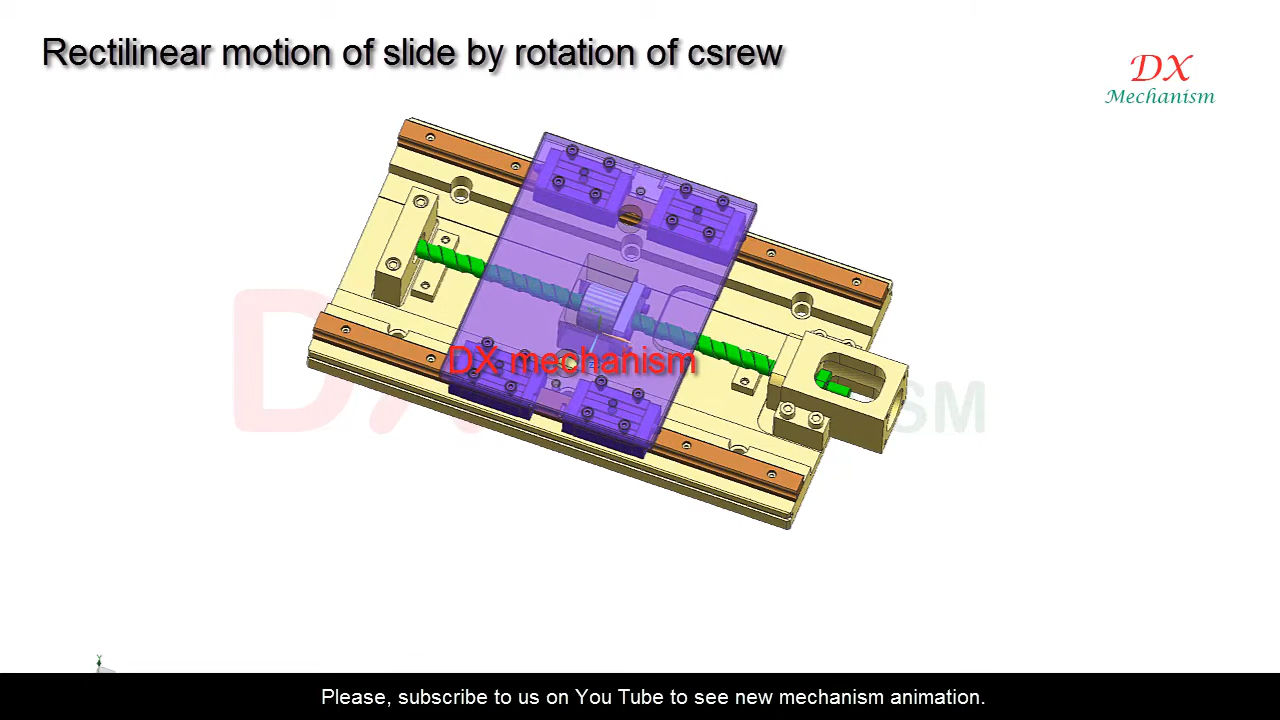 Rectilinear motion of slide by rotation of csrew
DX
Mechanism
DX mechanism
SM
Y
Please, subscribe to us on You Tube to see new mechanism animation.